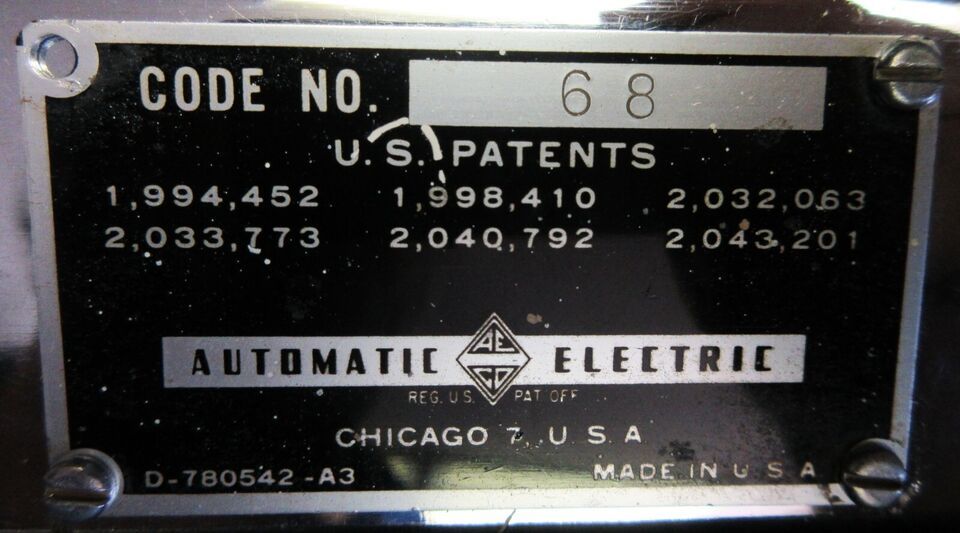 CODE NO. 68
U.S. PATENTS
1,994,452 1,998,410 2,032,063
2,033,773 2,040,792 2,043,201
AUTOMATIC AE CO ELECTRIC
REG. U.S. PAT. OFF.
CHICAGO 7, U.S.A
D-780542-A3 MADE IN U.S.A